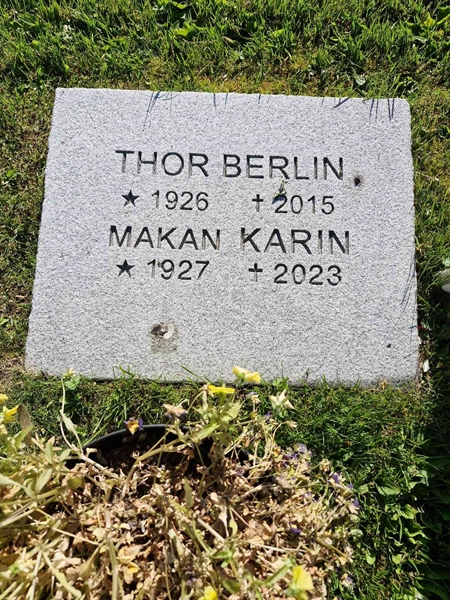 THOR BERLIN
★ 1926 ✝ 2015
MAKAN KARIN
★ 1927 ✝ 2023